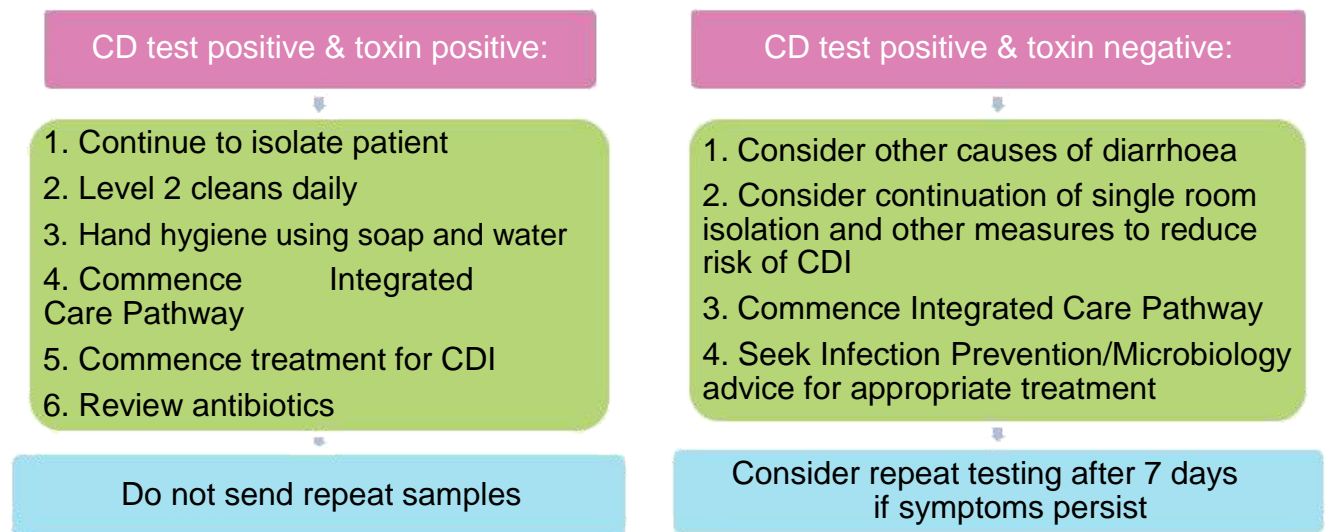 CD test positive & toxin positive:
1. Continue to isolate patient
2. Level 2 cleans daily
3. Hand hygiene using soap and water
4. Commence Integrated
Care Pathway
5. Commence treatment for CDI
6. Review antibiotics
Do not send repeat samples
CD test positive & toxin negative:
1. Consider other causes of diarrhoea
2. Consider continuation of single room
isolation and other measures to reduce
risk of CDI
3. Commence Integrated Care Pathway
4. Seek Infection Prevention/Microbiology
advice for appropriate treatment
Consider repeat testing after 7 days
if symptoms persist